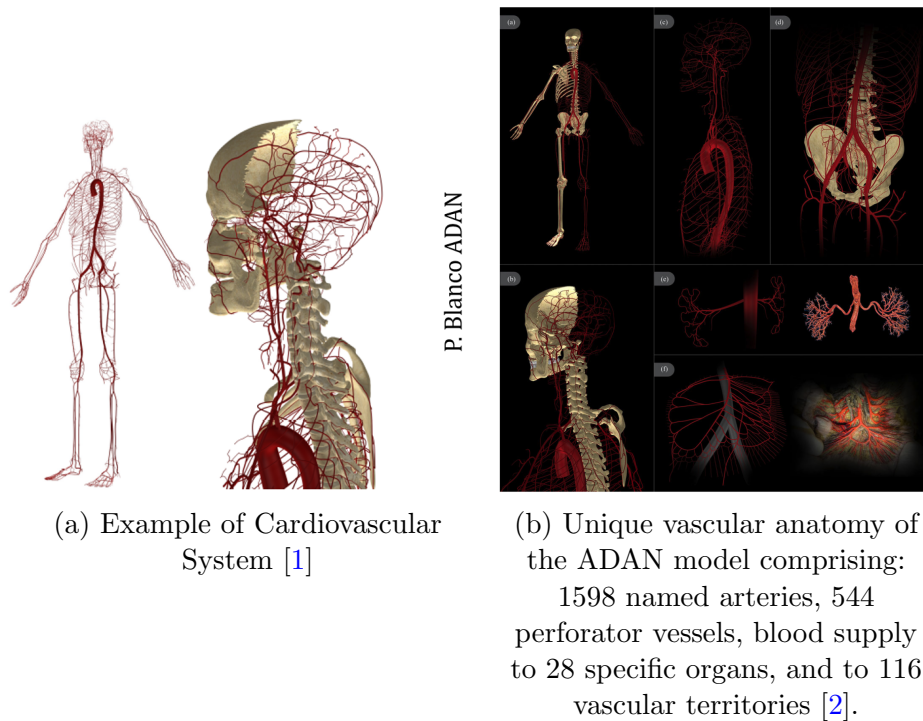 P. Blanco ADAN
(a) Example of Cardiovascular
System [1]
(a)
(c)
(d)
(b)
(e)
(f)
(b) Unique vascular anatomy of
the ADAN model comprising:
1598 named arteries, 544
perforator vessels, blood supply
to 28 specific organs, and to 116
vascular territories [2].